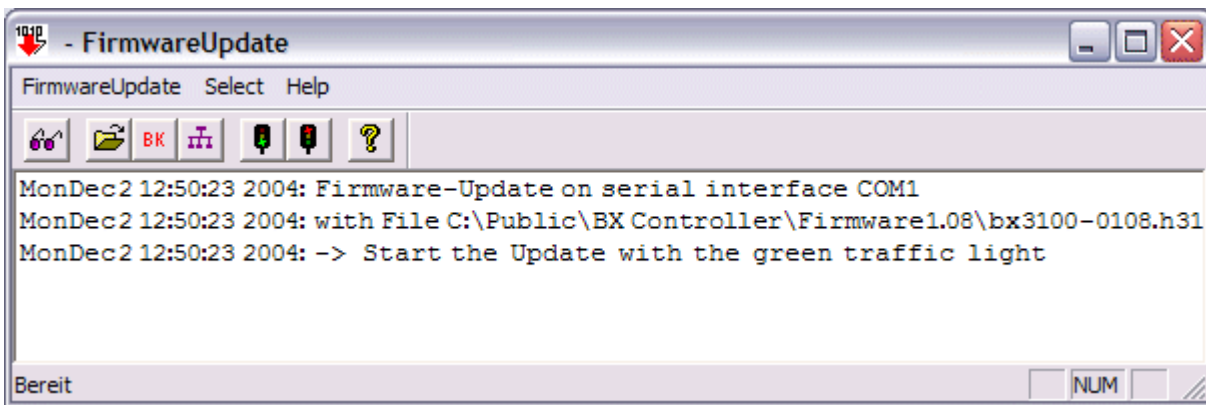 1010
- FirmwareUpdate
FirmwareUpdate Select Help
BK ?
MonDec2 12:50:23 2004: Firmware-Update on serial interface COM1
MonDec2 12:50:23 2004: with File C:\Public\BX Controller\Firmware1.08\bx3100-0108.h31
MonDec2 12:50:23 2004: -> Start the Update with the green traffic light
Bereit NUM